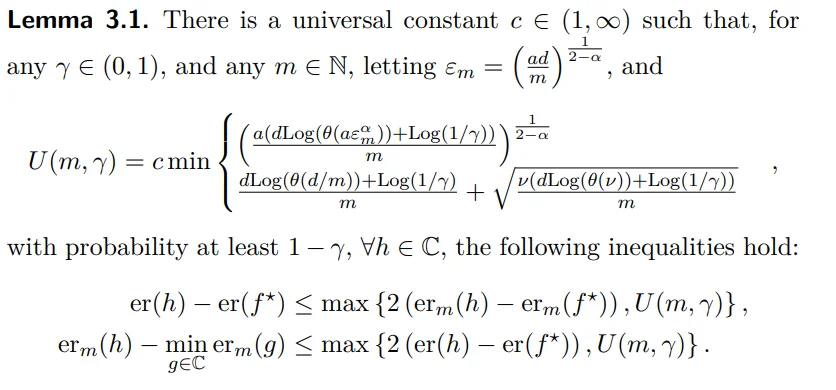 Lemma 3.1. There is a universal constant c ∈ (1, ∞) such that, for
any γ ∈ (0, 1), and any m ∈ ℕ, letting ε_m = (ad/m)^{1/(2−α)}, and
U(m, γ) = c min { (a(dLog(θ(aε_m^α))+Log(1/γ))/m)^{1/(2−α)}
dLog(θ(d/m))+Log(1/γ)/m + √(ν(dLog(θ(ν))+Log(1/γ))/m) ,
with probability at least 1 − γ, ∀h ∈ ℂ, the following inequalities hold:
er(h) − er(f⋆) ≤ max {2 (er_m(h) − er_m(f⋆)) , U(m, γ)} ,
er_m(h) − min_{g∈ℂ} er_m(g) ≤ max {2 (er(h) − er(f⋆)) , U(m, γ)} .